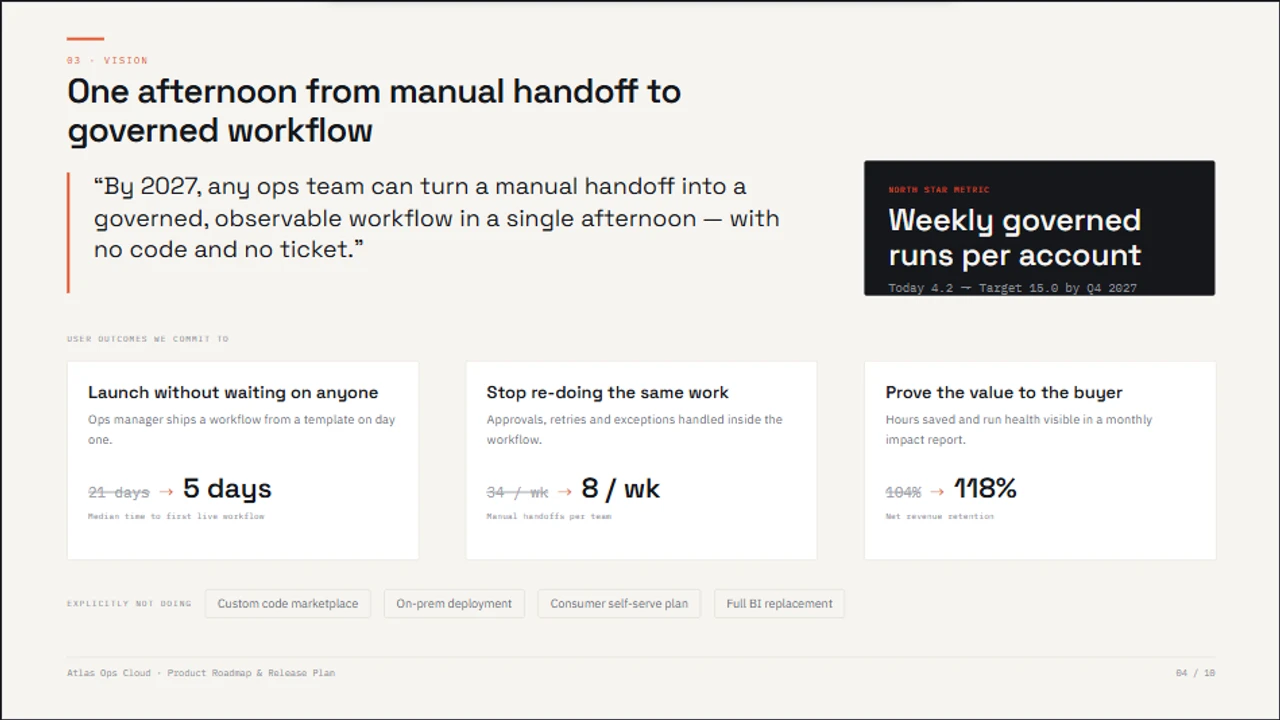 03 · VISION
One afternoon from manual handoff to
governed workflow
“By 2027, any ops team can turn a manual handoff into a
governed, observable workflow in a single afternoon — with
no code and no ticket.”
NORTH STAR METRIC
Weekly governed
runs per account
Today 4.2 → Target 15.0 by Q4 2027
USER OUTCOMES WE COMMIT TO
Launch without waiting on anyone
Ops manager ships a workflow from a template on day
one.
21 days → 5 days
Median time to first live workflow
Stop re-doing the same work
Approvals, retries and exceptions handled inside the
workflow.
34 / wk → 8 / wk
Manual handoffs per team
Prove the value to the buyer
Hours saved and run health visible in a monthly
impact report.
104% → 118%
Net revenue retention
EXPLICITLY NOT DOING
Custom code marketplace
On-prem deployment
Consumer self-serve plan
Full BI replacement
Atlas Ops Cloud · Product Roadmap & Release Plan
04 / 10